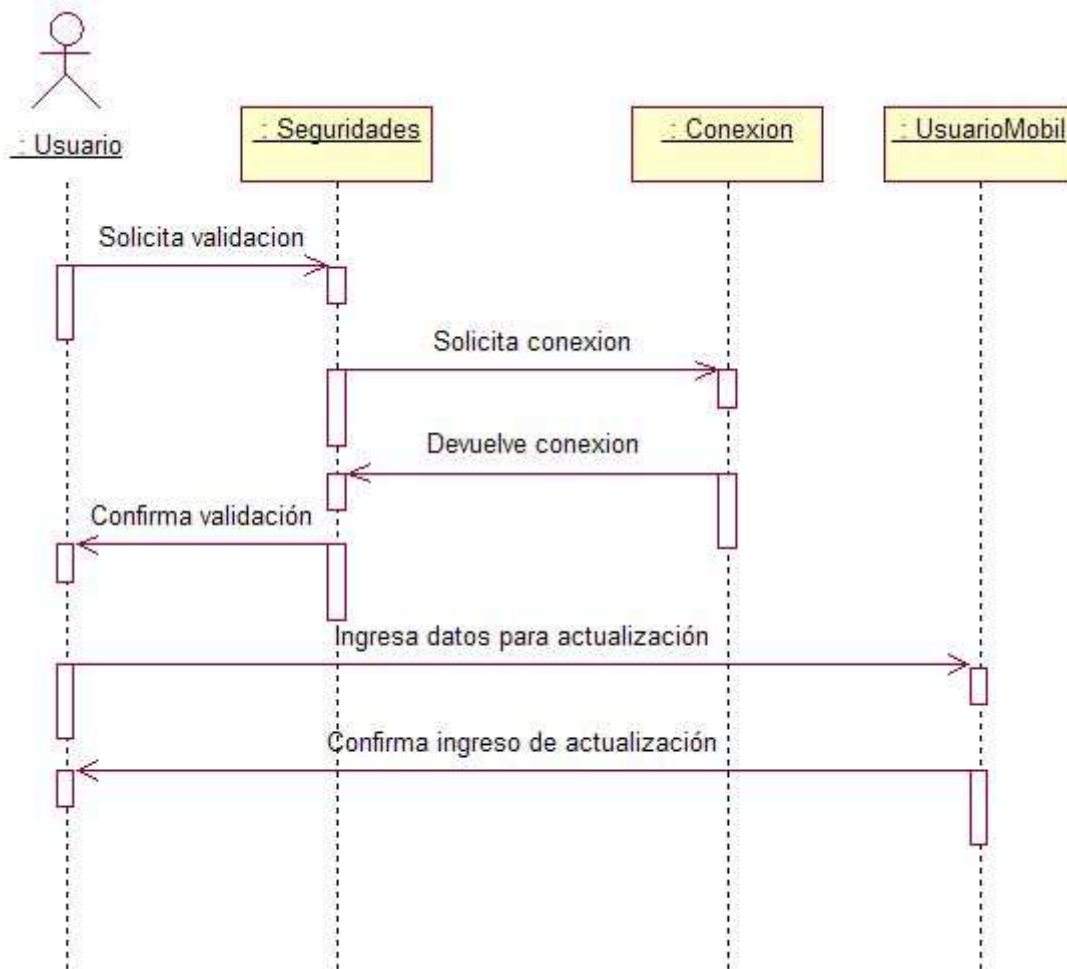 : Usuario
: Seguridades
: Conexion
: UsuarioMobil
Solicita validacion
Solicita conexion
Devuelve conexion
Confirma validación
Ingresa datos para actualización
Confirma ingreso de actualización